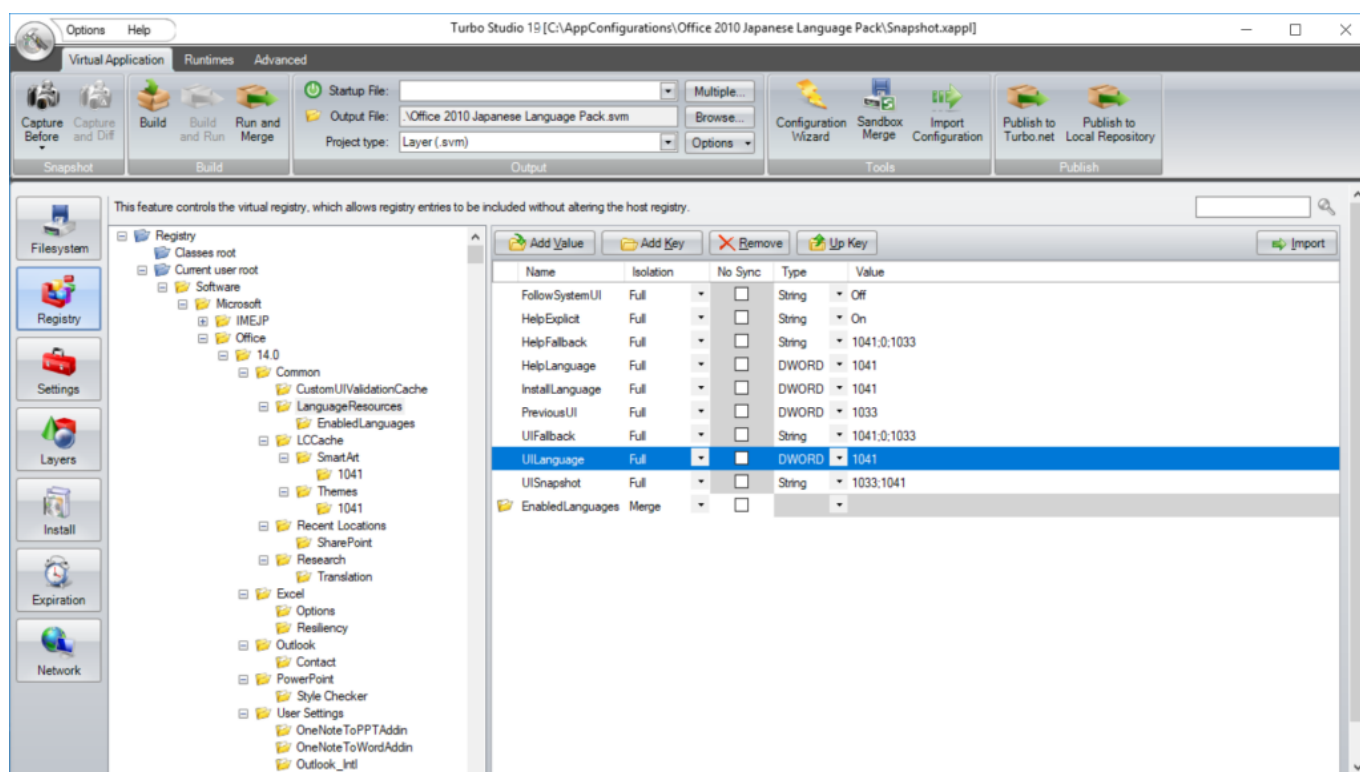 Options Help Turbo Studio 19 [C:\AppConfigurations\Office 2010 Japanese Language Pack\Snapshot.xappl]
Virtual Application Runtimes Advanced
Startup File: Multiple...
Output File: .\Office 2010 Japanese Language Pack.svm Browse...
Project type: Layer (.svm) Options
Capture Before
Capture and Diff
Build
Build and Run
Run and Merge
Configuration Wizard
Sandbox Merge
Import Configuration
Publish to Turbo.net
Publish to Local Repository
Snapshot Build Output Tools Publish
This feature controls the virtual registry, which allows registry entries to be included without altering the host registry.
Filesystem
Registry
Settings
Layers
Install
Expiration
Network
Registry
Classes root
Current user root
Software
Microsoft
IMEJP
Office
14.0
Common
CustomUIValidationCache
LanguageResources
EnabledLanguages
LCCache
SmartArt
1041
Themes
1041
Recent Locations
SharePoint
Research
Translation
Excel
Options
Resiliency
Outlook
Contact
PowerPoint
Style Checker
User Settings
OneNoteToPPTAddin
OneNoteToWordAddin
Outlook_Intl
Add Value Add Key Remove Up Key Import
Name Isolation No Sync Type Value
FollowSystemUI Full String Off
HelpExplicit Full String On
HelpFallback Full String 1041;0;1033
HelpLanguage Full DWORD 1041
InstallLanguage Full DWORD 1041
PreviousUI Full DWORD 1033
UIFallback Full String 1041;0;1033
UILanguage Full DWORD 1041
UISnapshot Full String 1033;1041
EnabledLanguages Merge